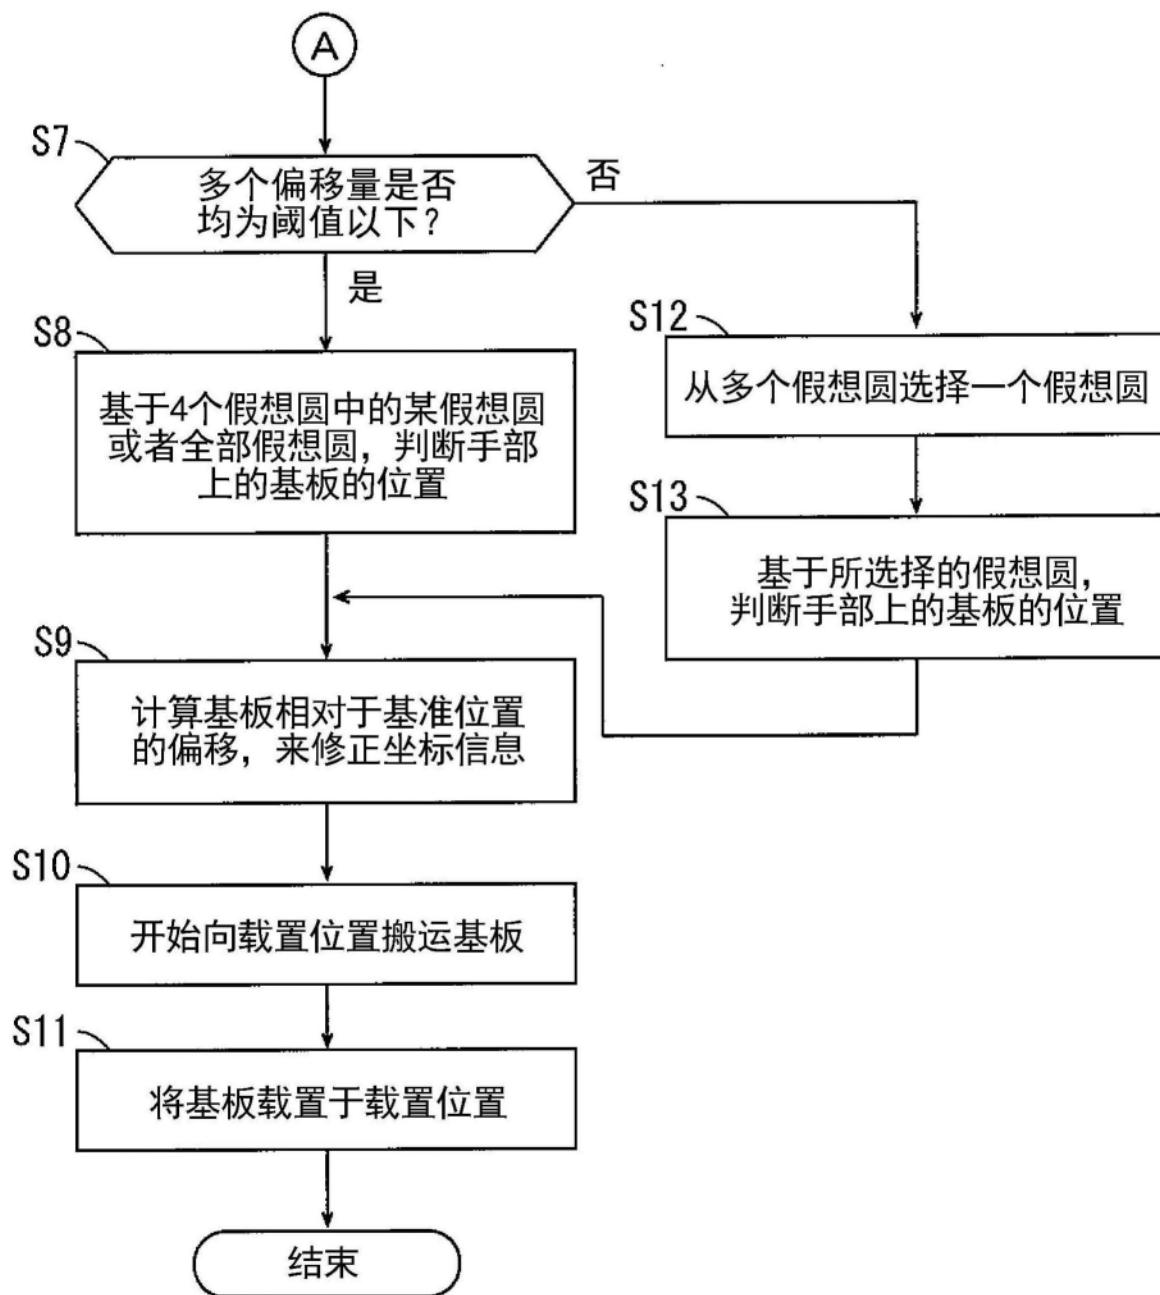 A
S7
多个偏移量是否
均为阈值以下？
否
是
S8
基于4个假想圆中的某假想圆
或者全部假想圆，判断手部
上的基板的位置
S12
从多个假想圆选择一个假想圆
S13
基于所选择的假想圆，
判断手部上的基板的位置
S9
计算基板相对于基准位置
的偏移，来修正坐标信息
S10
开始向载置位置搬运基板
S11
将基板载置于载置位置
结束